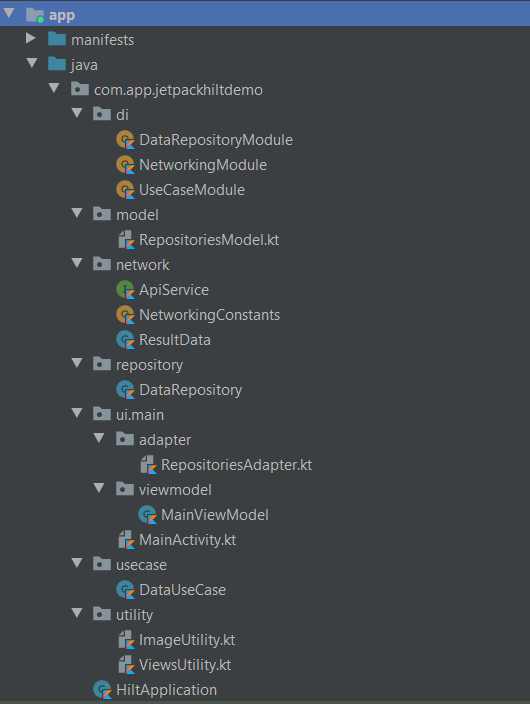 app
manifests
java
com.app.jetpackhiltdemo
di
DataRepositoryModule
NetworkingModule
UseCaseModule
model
RepositoriesModel.kt
network
ApiService
NetworkingConstants
ResultData
repository
DataRepository
ui.main
adapter
RepositoriesAdapter.kt
viewmodel
MainViewModel
MainActivity.kt
usecase
DataUseCase
utility
ImageUtility.kt
ViewsUtility.kt
HiltApplication